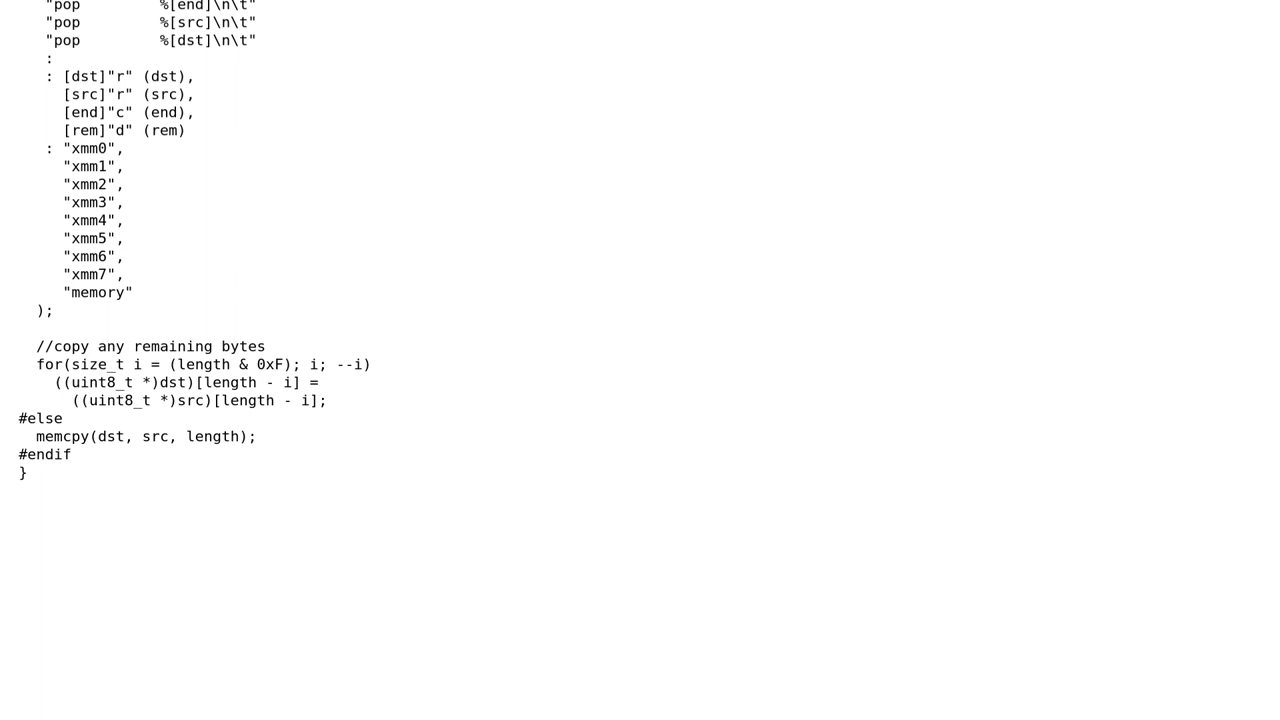 "pop         %[end]\n\t"
"pop         %[src]\n\t"
"pop         %[dst]\n\t"
:
: [dst]"r" (dst),
[src]"r" (src),
[end]"c" (end),
[rem]"d" (rem)
: "xmm0",
"xmm1",
"xmm2",
"xmm3",
"xmm4",
"xmm5",
"xmm6",
"xmm7",
"memory"
);
//copy any remaining bytes
for(size_t i = (length & 0xF); i; --i)
((uint8_t *)dst)[length - i] =
((uint8_t *)src)[length - i];
#else
memcpy(dst, src, length);
#endif
}